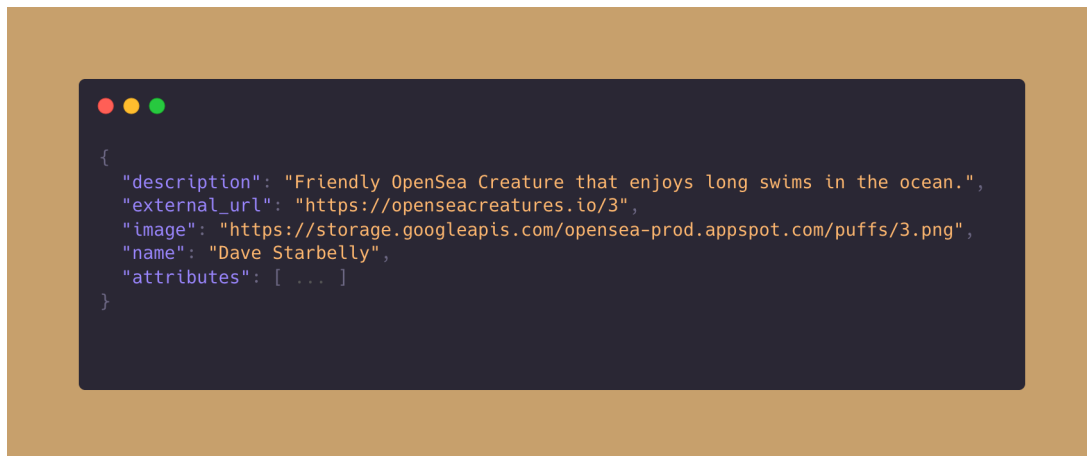 {
"description": "Friendly OpenSea Creature that enjoys long swims in the ocean.",
"external_url": "https://openseacreatures.io/3",
"image": "https://storage.googleapis.com/opensea-prod.appspot.com/puffs/3.png",
"name": "Dave Starbelly",
"attributes": [ ... ]
}